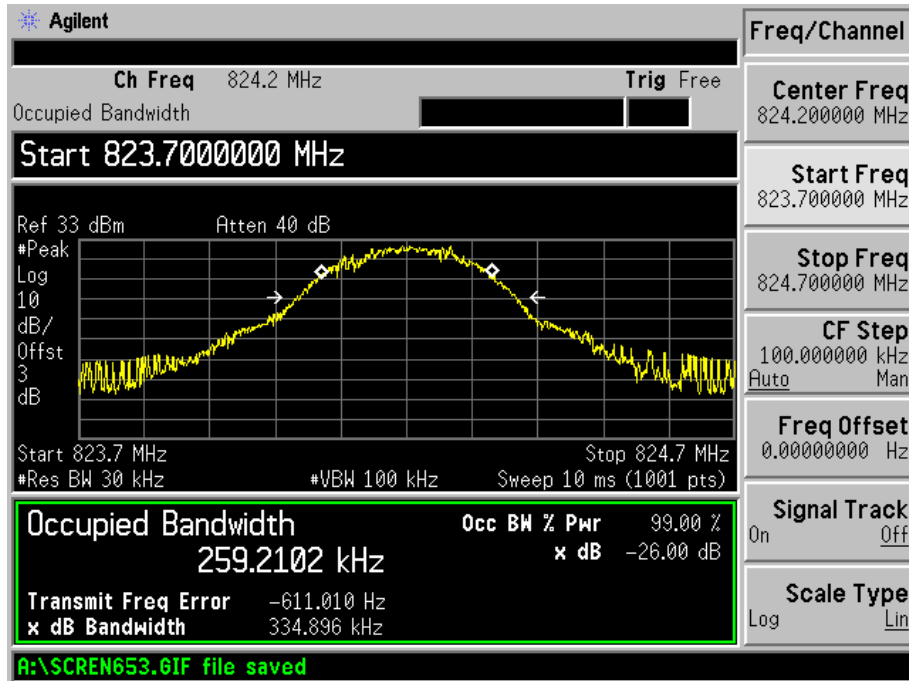 Agilent
Freq/Channel
Ch Freq 824.2 MHz Trig Free
Occupied Bandwidth
Start 823.7000000 MHz
Ref 33 dBm Atten 40 dB
#Peak
Log
10
dB/
Offst
3
dB
Start 823.7 MHz Stop 824.7 MHz
#Res BW 30 kHz #VBW 100 kHz Sweep 10 ms (1001 pts)
Occupied Bandwidth
259.2102 kHz
Occ BW % Pwr 99.00 %
x dB -26.00 dB
Transmit Freq Error -611.010 Hz
x dB Bandwidth 334.896 kHz
A:\SCREN653.GIF file saved
Center Freq
824.200000 MHz
Start Freq
823.700000 MHz
Stop Freq
824.700000 MHz
CF Step
100.000000 kHz
Auto Man
Freq Offset
0.00000000 Hz
Signal Track
On Off
Scale Type
Log Lin